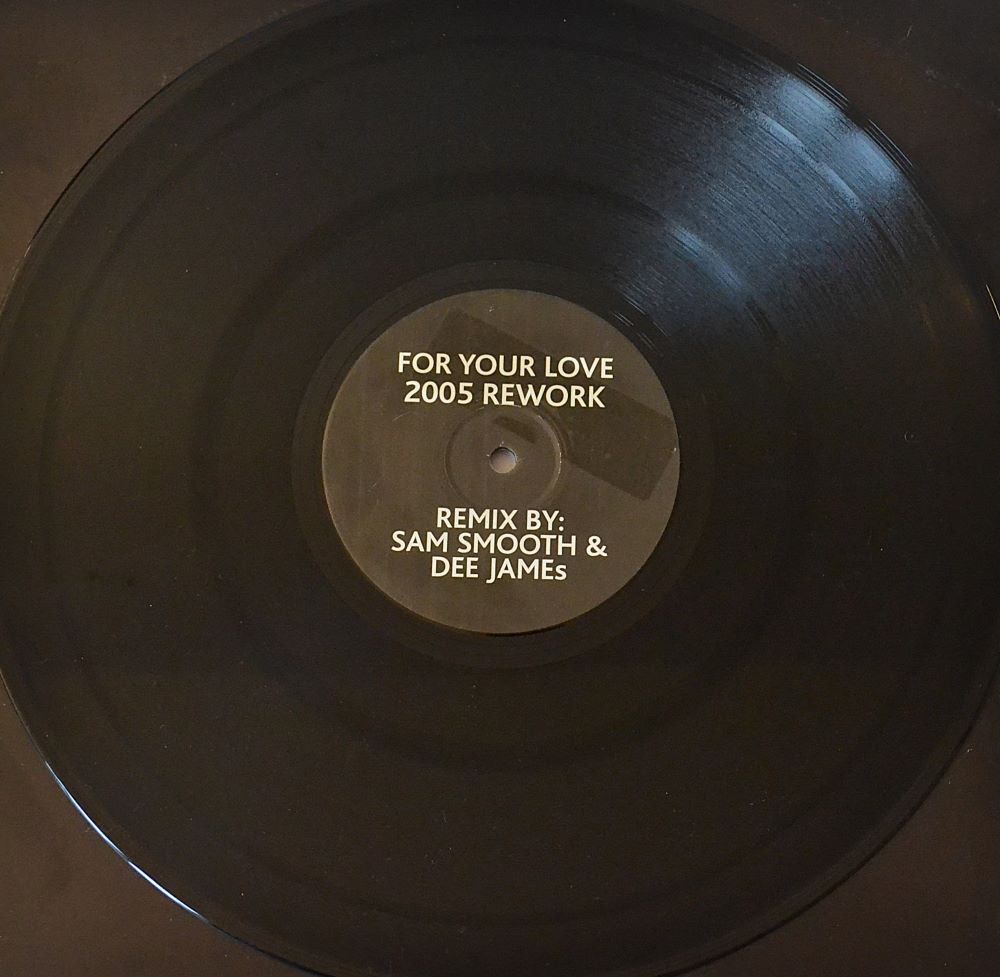 FOR YOUR LOVE
2005 REWORK
REMIX BY:
SAM SMOOTH &
DEE JAMEs